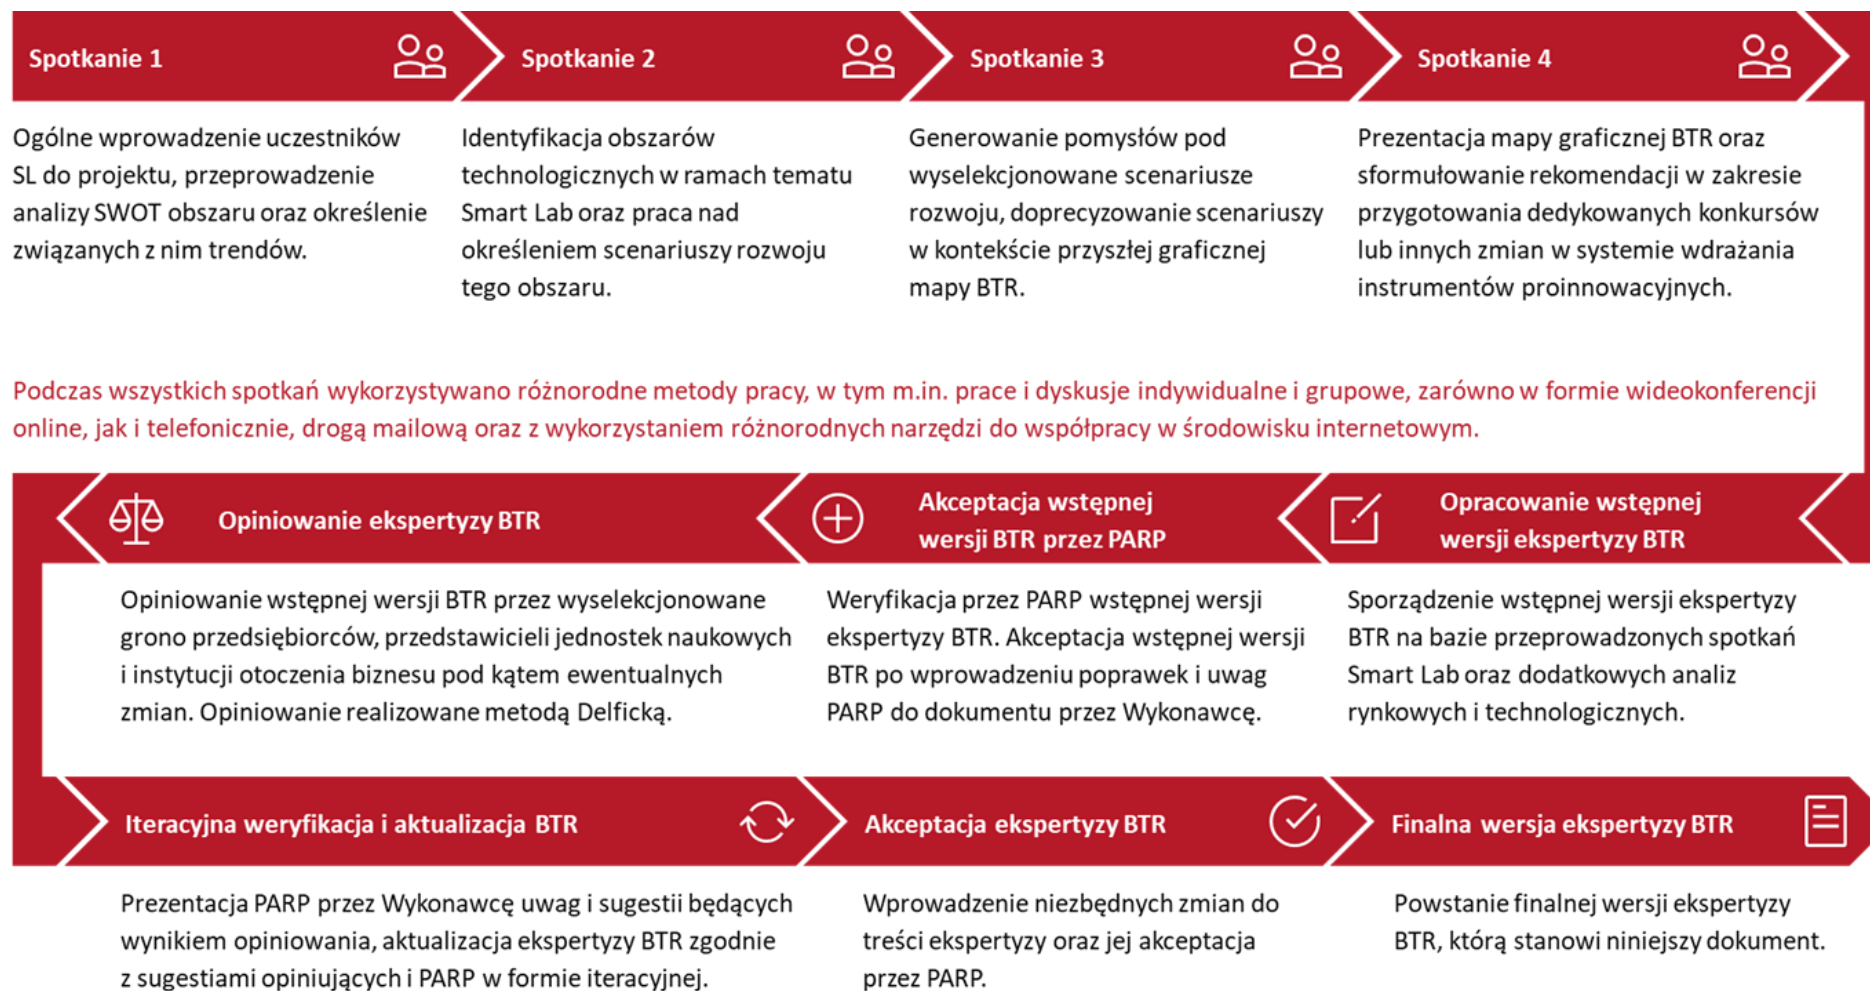 Spotkanie 1
Ogólne wprowadzenie uczestników
SL do projektu, przeprowadzenie
analizy SWOT obszaru oraz określenie
związanych z nim trendów.
Spotkanie 2
Identyfikacja obszarów
technologicznych w ramach tematu
Smart Lab oraz praca nad
określeniem scenariuszy rozwoju
tego obszaru.
Spotkanie 3
Generowanie pomysłów pod
wyselekcjonowane scenariusze
rozwoju, doprecyzowanie scenariuszy
w kontekście przyszłej graficznej
mapy BTR.
Spotkanie 4
Prezentacja mapy graficznej BTR oraz
sformułowanie rekomendacji w zakresie
przygotowania dedykowanych konkursów
lub innych zmian w systemie wdrażania
instrumentów proinnowacyjnych.
Podczas wszystkich spotkań wykorzystywano różnorodne metody pracy, w tym m.in. prace i dyskusje indywidualne i grupowe, zarówno w formie wideokonferencji
online, jak i telefonicznie, drogą mailową oraz z wykorzystaniem różnorodnych narzędzi do współpracy w środowisku internetowym.
Opracowanie wstępnej
wersji ekspertyzy BTR
Sporządzenie wstępnej wersji ekspertyzy
BTR na bazie przeprowadzonych spotkań
Smart Lab oraz dodatkowych analiz
rynkowych i technologicznych.
Akceptacja wstępnej
wersji BTR przez PARP
Weryfikacja przez PARP wstępnej wersji
ekspertyzy BTR. Akceptacja wstępnej wersji
BTR po wprowadzeniu poprawek i uwag
PARP do dokumentu przez Wykonawcę.
Opiniowanie ekspertyzy BTR
Opiniowanie wstępnej wersji BTR przez wyselekcjonowane
grono przedsiębiorców, przedstawicieli jednostek naukowych
i instytucji otoczenia biznesu pod kątem ewentualnych
zmian. Opiniowanie realizowane metodą Delficką.
Iteracyjna weryfikacja i aktualizacja BTR
Prezentacja PARP przez Wykonawcę uwag i sugestii będących
wynikiem opiniowania, aktualizacja ekspertyzy BTR zgodnie
z sugestiami opiniujących i PARP w formie iteracyjnej.
Akceptacja ekspertyzy BTR
Wprowadzenie niezbędnych zmian do
treści ekspertyzy oraz jej akceptacja
przez PARP.
Finalna wersja ekspertyzy BTR
Powstanie finalnej wersji ekspertyzy
BTR, którą stanowi niniejszy dokument.